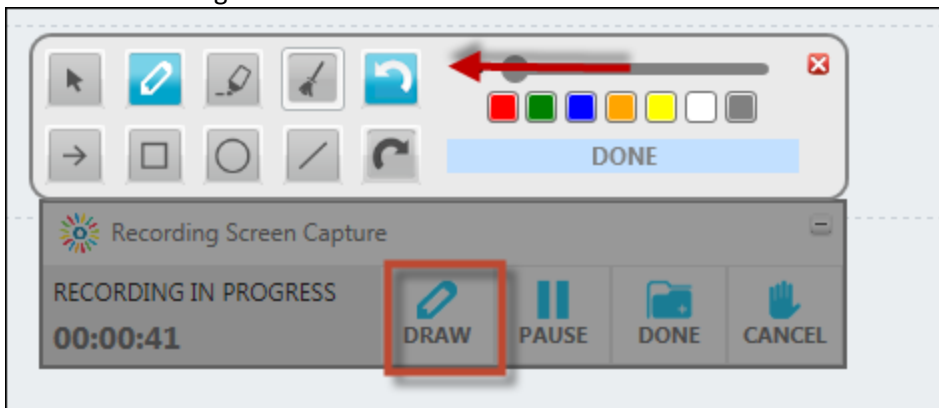 DONE
Recording Screen Capture
RECORDING IN PROGRESS
00:00:41
DRAW
PAUSE
DONE
CANCEL